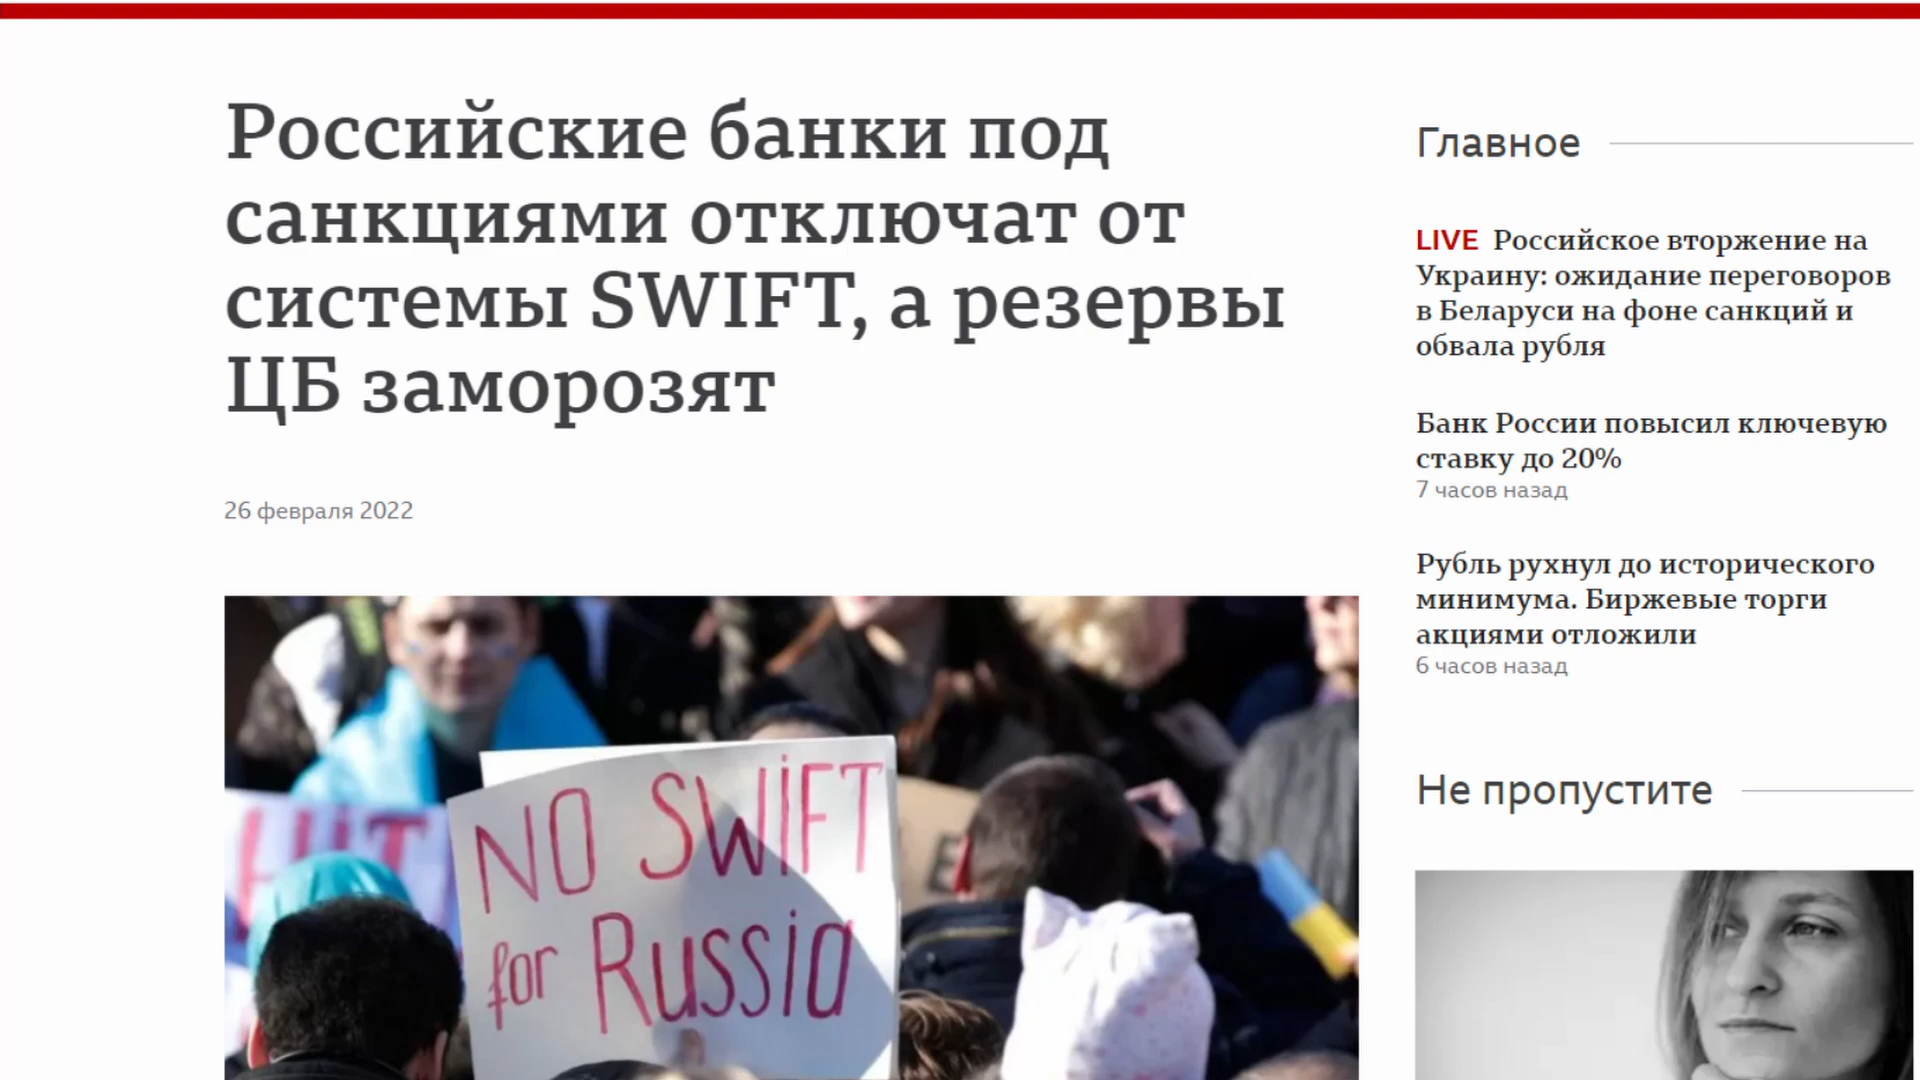 Российские банки под
санкциями отключат от
системы SWIFT, а резервы
ЦБ заморозят
26 февраля 2022
NO SWiFT
for Russia
Главное
LIVE Российское вторжение на
Украину: ожидание переговоров
в Беларуси на фоне санкций и
обвала рубля
Банк России повысил ключевую
ставку до 20%
7 часов назад
Рубль рухнул до исторического
минимума. Биржевые торги
акциями отложили
6 часов назад
Не пропустите